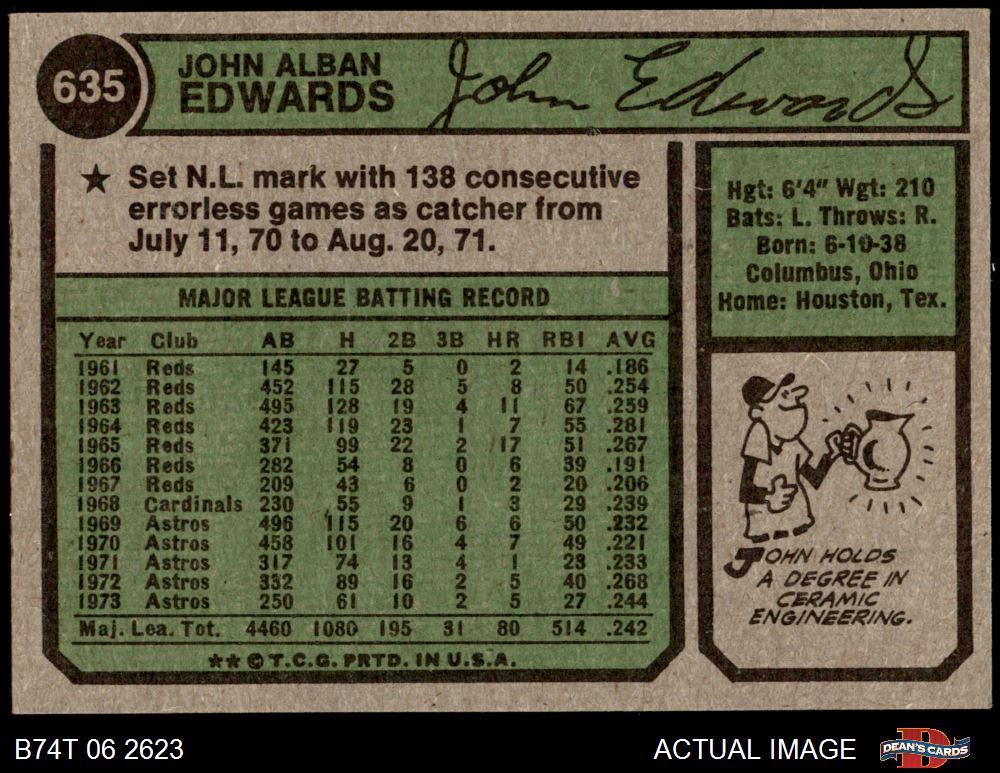 635
JOHN ALBAN
EDWARDS
John Edwards
★ Set N.L. mark with 138 consecutive
errorless games as catcher from
July 11, 70 to Aug. 20, 71.
Hgt: 6'4" Wgt: 210
Bats: L. Throws: R.
Born: 6-10-38
Columbus, Ohio
Home: Houston, Tex.
MAJOR LEAGUE BATTING RECORD
Year Club AB H 2B 3B HR RBI AVG
1961 Reds 145 27 5 0 2 14 .186
1962 Reds 452 115 28 5 8 50 .254
1963 Reds 495 128 19 4 11 67 .259
1964 Reds 423 119 23 1 7 55 .281
1965 Reds 371 99 22 2 17 51 .267
1966 Reds 282 54 8 0 6 39 .191
1967 Reds 209 43 6 0 2 20 .206
1968 Cardinals 230 55 9 1 3 29 .239
1969 Astros 496 115 20 6 6 50 .232
1970 Astros 458 101 16 4 7 49 .221
1971 Astros 317 74 13 4 1 23 .233
1972 Astros 332 89 16 2 5 40 .268
1973 Astros 250 61 10 2 5 27 .244
Maj. Lea. Tot. 4460 1080 195 31 80 514 .242
★★ © T.C.G. PRTD. IN U.S.A.
JOHN HOLDS
A DEGREE IN
CERAMIC
ENGINEERING.
B74T 06 2623
ACTUAL IMAGE
DEAN'S CARDS